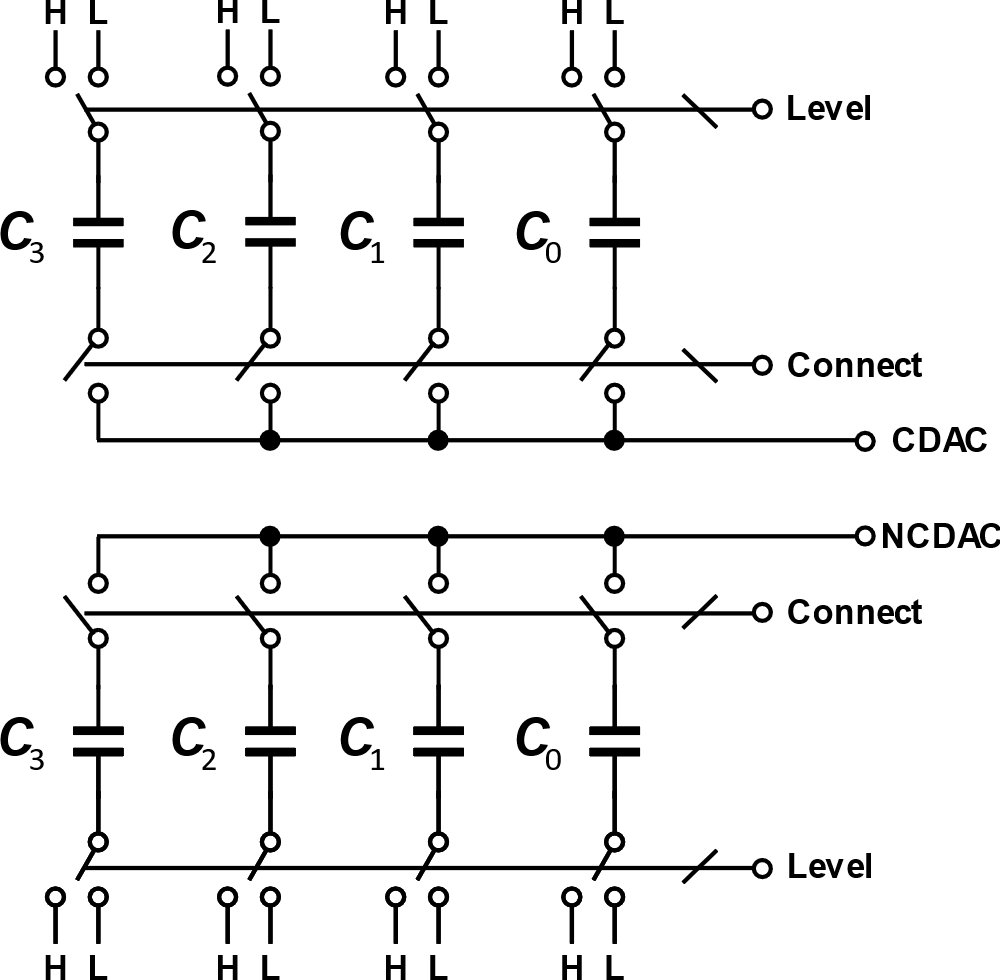 H L H L H L H L
Level
C3 C2 C1 C0
Connect
CDAC
NCDAC
Connect
C3 C2 C1 C0
Level
H L H L H L H L